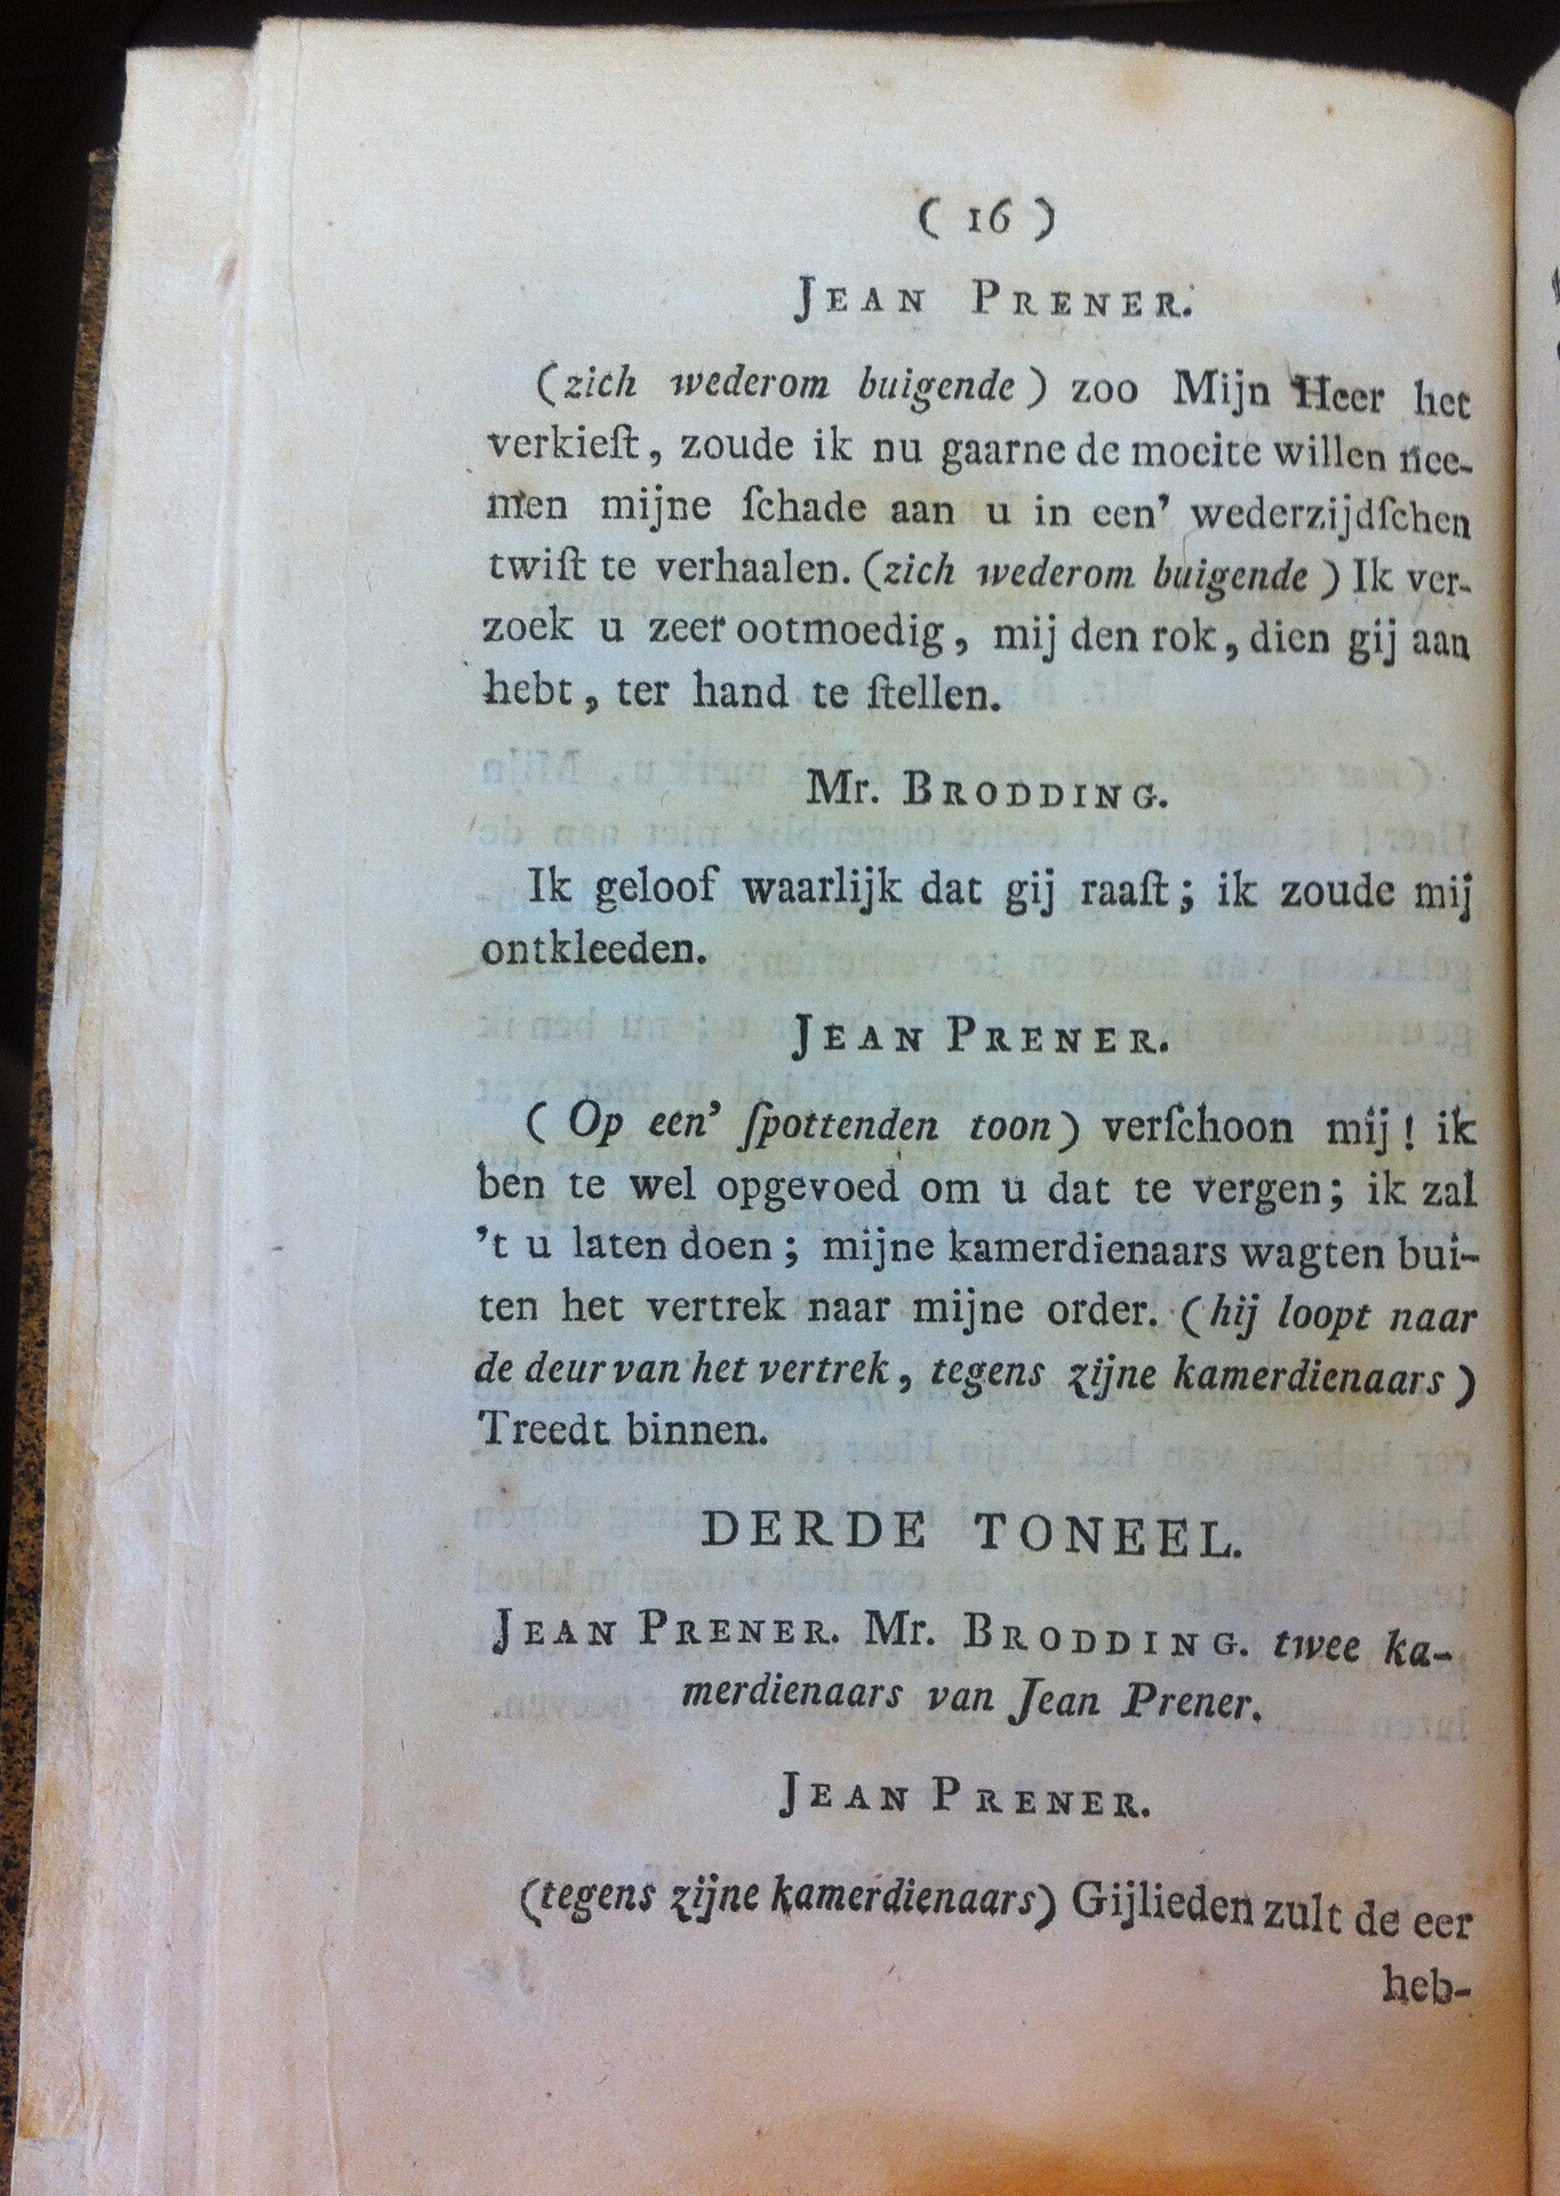 ( 16 )
JEAN PRENER.
(zich wederom buigende) zoo Mijn Heer het
verkieſt, zoude ik nu gaarne de moeite willen nee-
men mijne ſchade aan u in een' wederzijdſchen
twiſt te verhaalen. (zich wederom buigende) Ik ver-
zoek u zeer ootmoedig, mij den rok, dien gij aan
hebt, ter hand te ſtellen.
Mr. BRODDING.
Ik geloof waarlijk dat gij raaſt; ik zoude mij
ontkleeden.
JEAN PRENER.
(Op een' ſpottenden toon) verſchoon mij! ik
ben te wel opgevoed om u dat te vergen; ik zal
't u laten doen; mijne kamerdienaars wagten bui-
ten het vertrek naar mijne order. (hij loopt naar
de deur van het vertrek, tegens zijne kamerdienaars)
Treedt binnen.
DERDE TONEEL.
JEAN PRENER. Mr. BRODDING. twee ka-
merdienaars van Jean Prener.
JEAN PRENER.
(tegens zijne kamerdienaars) Gijlieden zult de eer
heb-